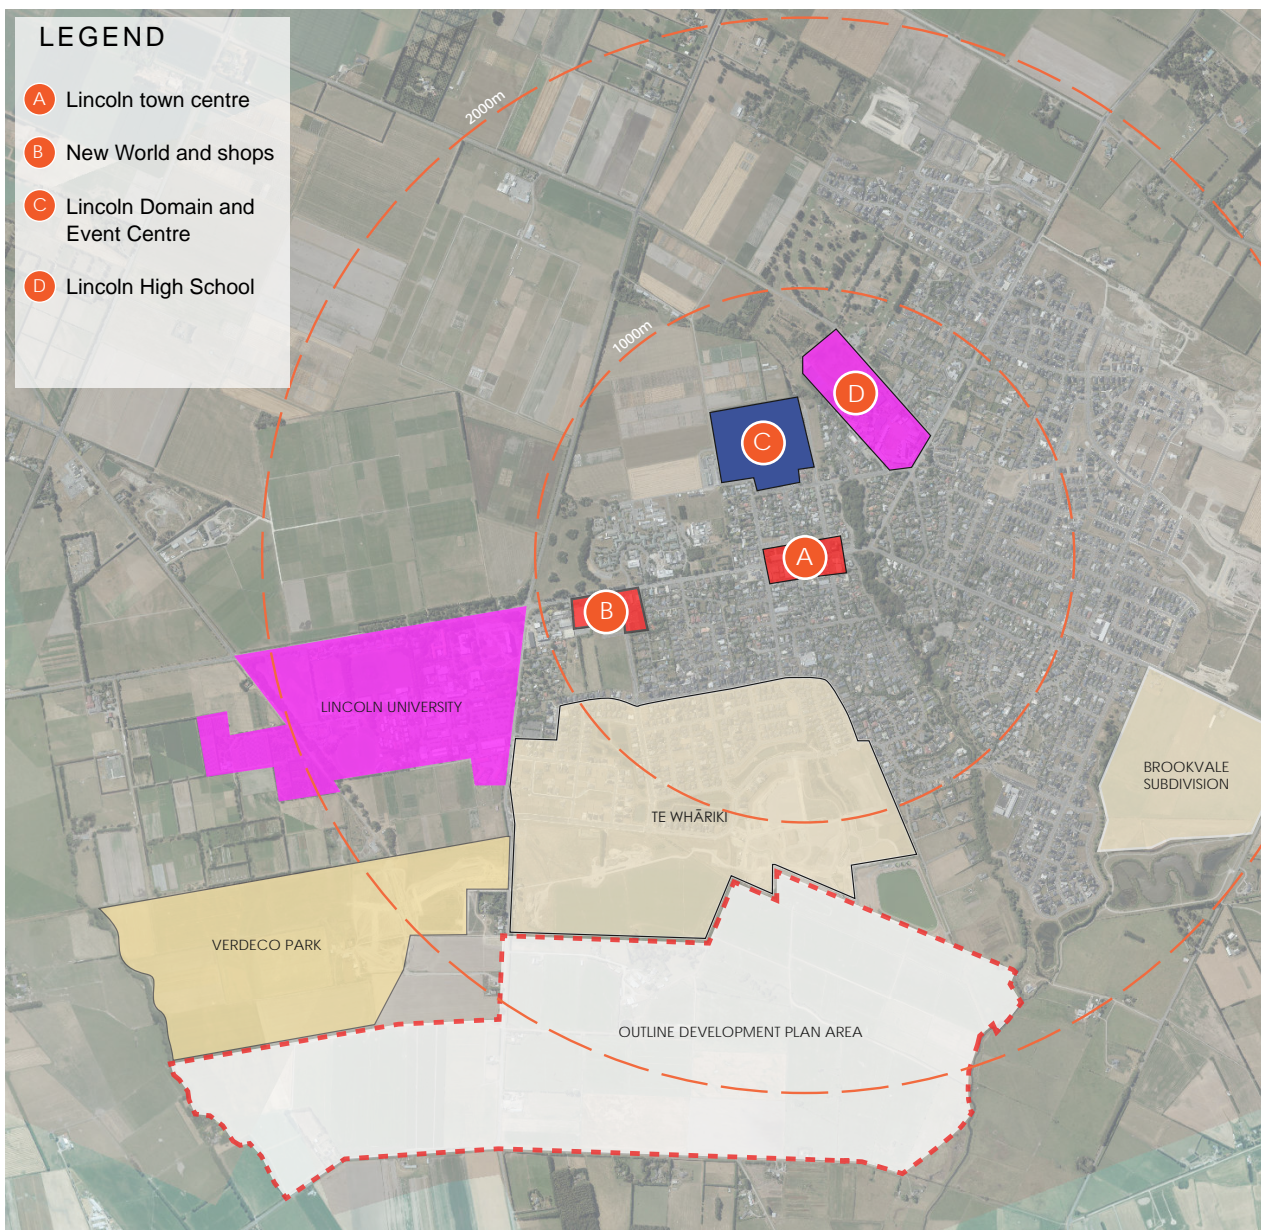 LEGEND
A Lincoln town centre
B New World and shops
C Lincoln Domain and
Event Centre
D Lincoln High School
2000m
1000m
D
C
A
B
LINCOLN UNIVERSITY
BROOKVALE
SUBDIVISION
TE WHĀRIKI
VERDECO PARK
OUTLINE DEVELOPMENT PLAN AREA